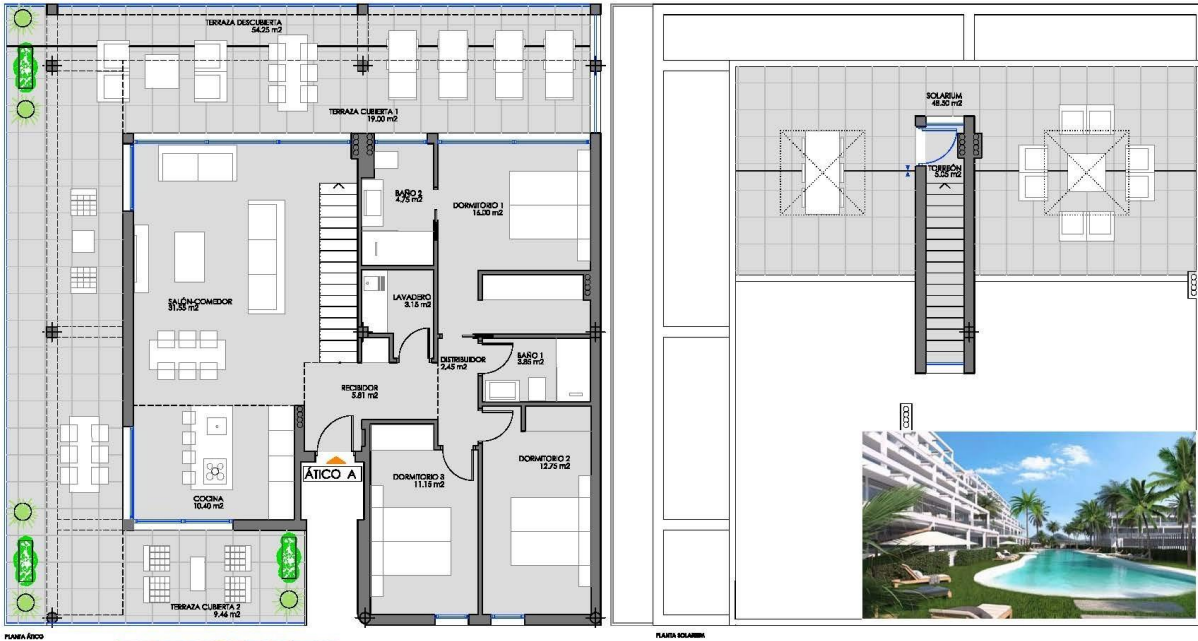 TERRAZA DESCUBIERTA
54.25 m2
TERRAZA CUBIERTA 1
19.00 m2
BAÑO 2
4.75 m2
DORMITORIO 1
16.00 m2
SALÓN-COMEDOR
31.55 m2
LAVADERO
3.15 m2
DISTRIBUIDOR
2.45 m2
BAÑO 1
3.85 m2
RECIBIDOR
5.81 m2
ÁTICO A
COCINA
10.40 m2
DORMITORIO 3
11.15 m2
DORMITORIO 2
12.75 m2
TERRAZA CUBIERTA 2
9.46 m2
PLANTA ÁTICO
SOLARIUM
48.50 m2
TORREÓN
5.05 m2
PLANTA SOLARIUM